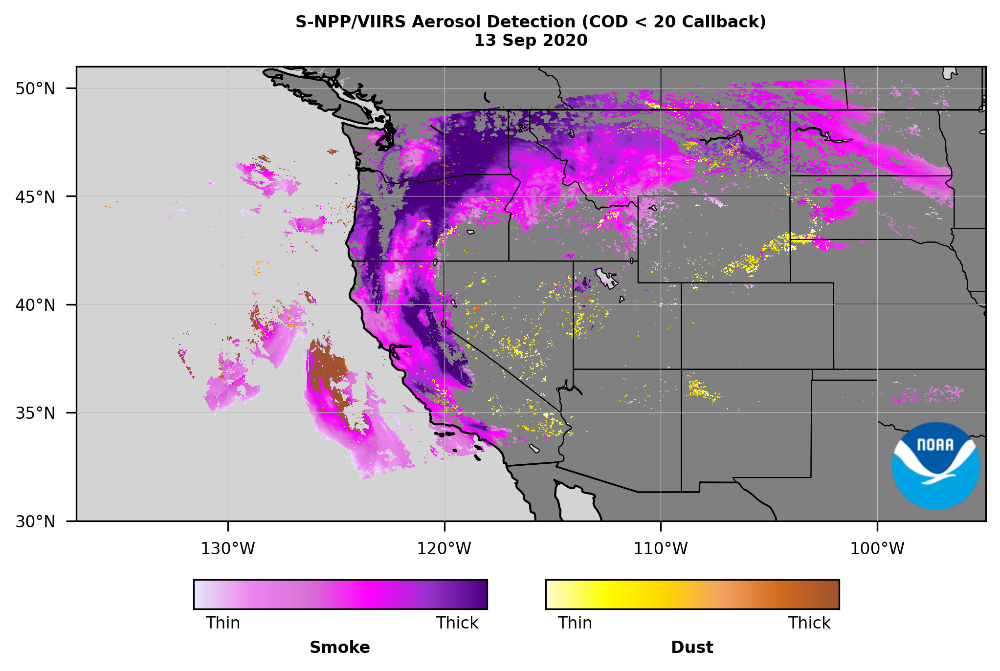 S-NPP/VIIRS Aerosol Detection (COD < 20 Callback)
13 Sep 2020
50°N
45°N
40°N
35°N
30°N
NOAA
130°W 120°W 110°W 100°W
Thin Thick Thin Thick
Smoke Dust